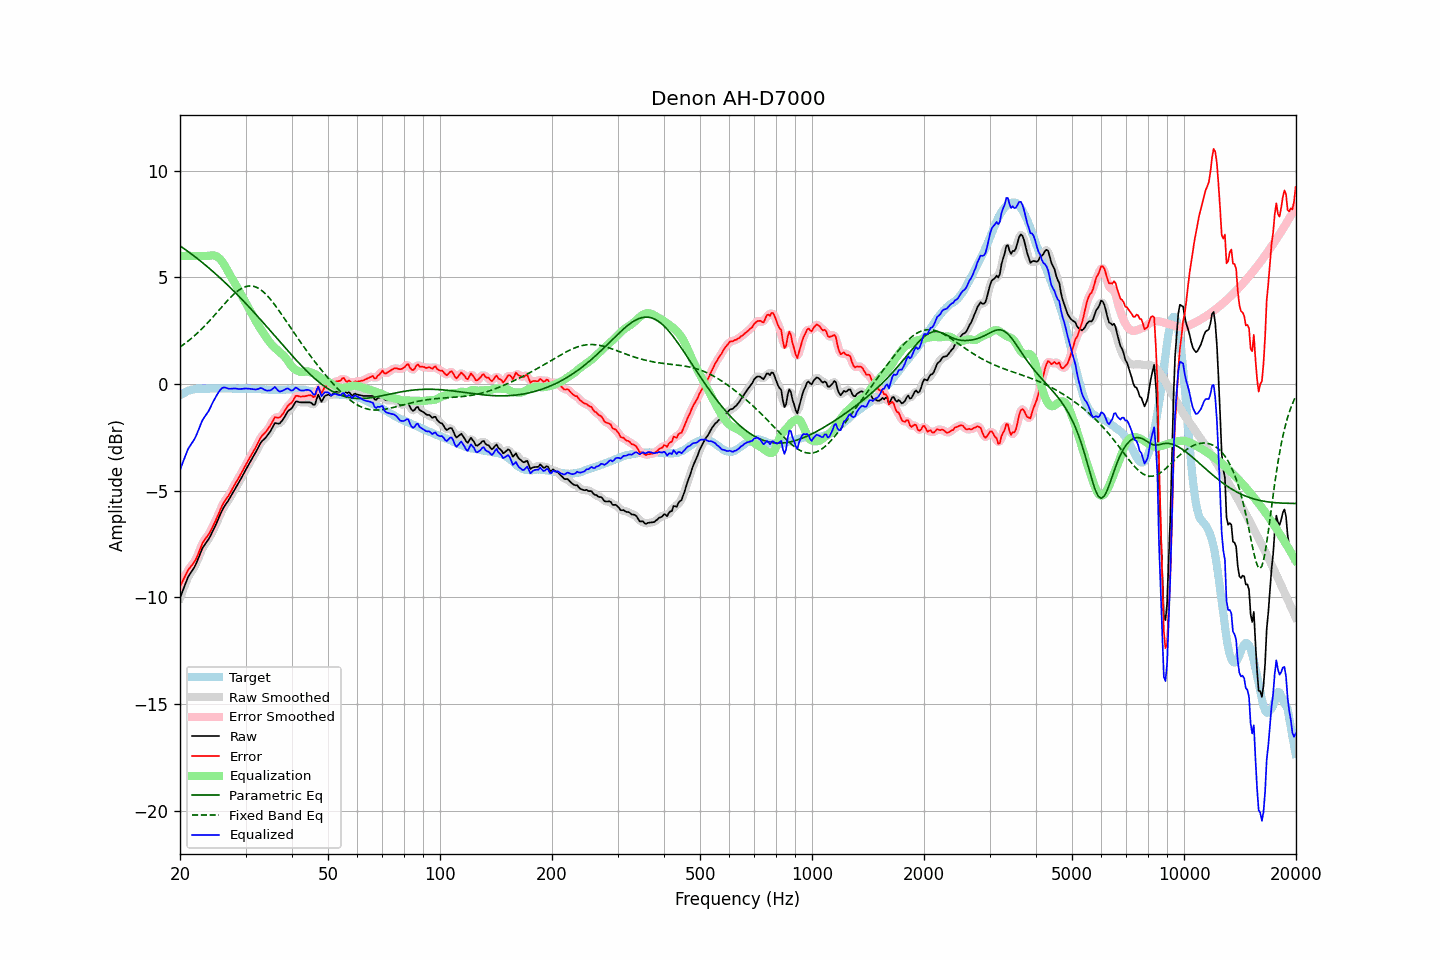 Denon AH-D7000
Amplitude (dBr)
10
5
0
−5
−10
−15
−20
Target
Raw Smoothed
Error Smoothed
Raw
Error
Equalization
Parametric Eq
Fixed Band Eq
Equalized
20 50 100 200 500 1000 2000 5000 10000 20000
Frequency (Hz)